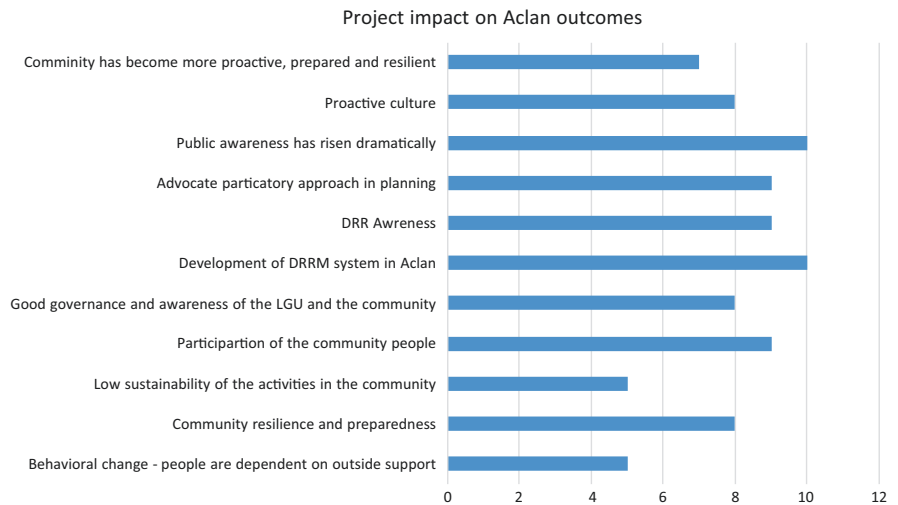 Project impact on Aclan outcomes
Comminity has become more proactive, prepared and resilient
Proactive culture
Public awareness has risen dramatically
Advocate particatory approach in planning
DRR Awreness
Development of DRRM system in Aclan
Good governance and awareness of the LGU and the community
Participartion of the community people
Low sustainability of the activities in the community
Community resilience and preparedness
Behavioral change - people are dependent on outside support
0 2 4 6 8 10 12